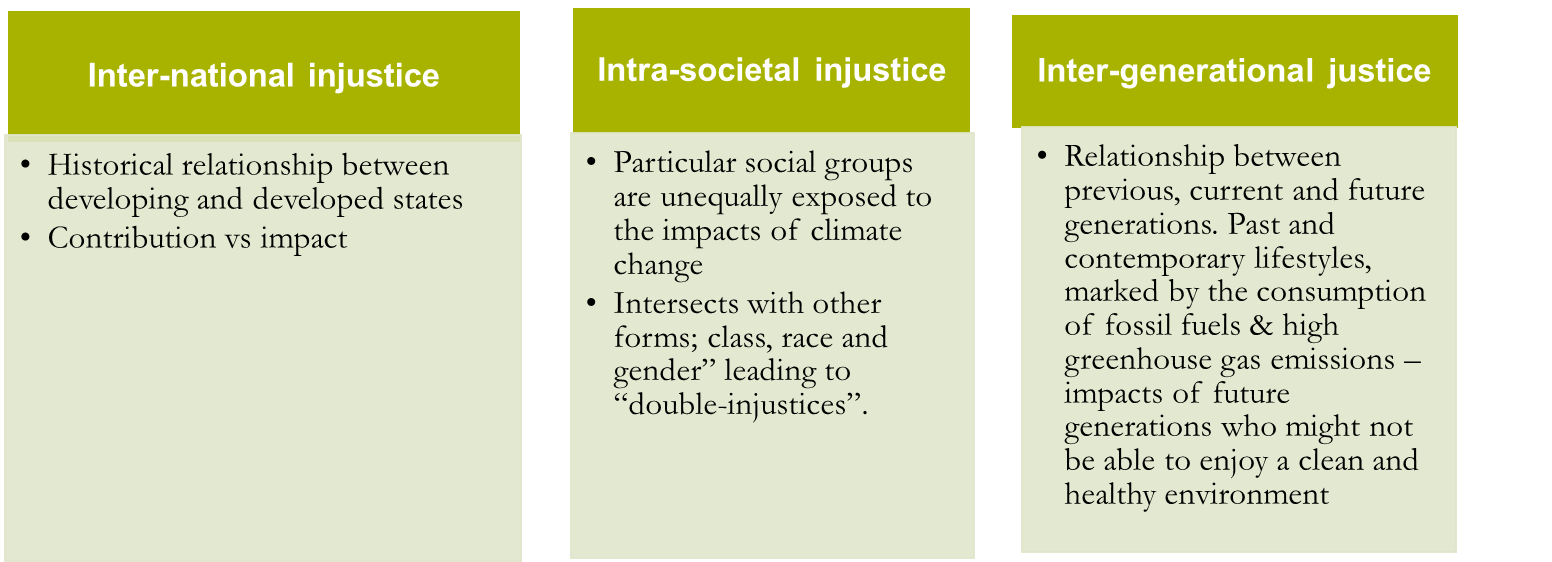 Inter-national injustice
• Historical relationship between
developing and developed states
• Contribution vs impact
Intra-societal injustice
• Particular social groups
are unequally exposed to
the impacts of climate
change
• Intersects with other
forms; class, race and
gender” leading to
“double-injustices”.
Inter-generational justice
• Relationship between
previous, current and future
generations. Past and
contemporary lifestyles,
marked by the consumption
of fossil fuels & high
greenhouse gas emissions –
impacts of future
generations who might not
be able to enjoy a clean and
healthy environment